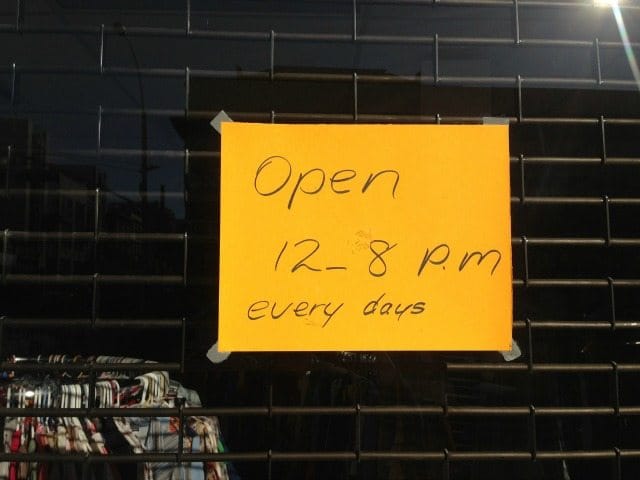 Open
12_8 p.m
every days